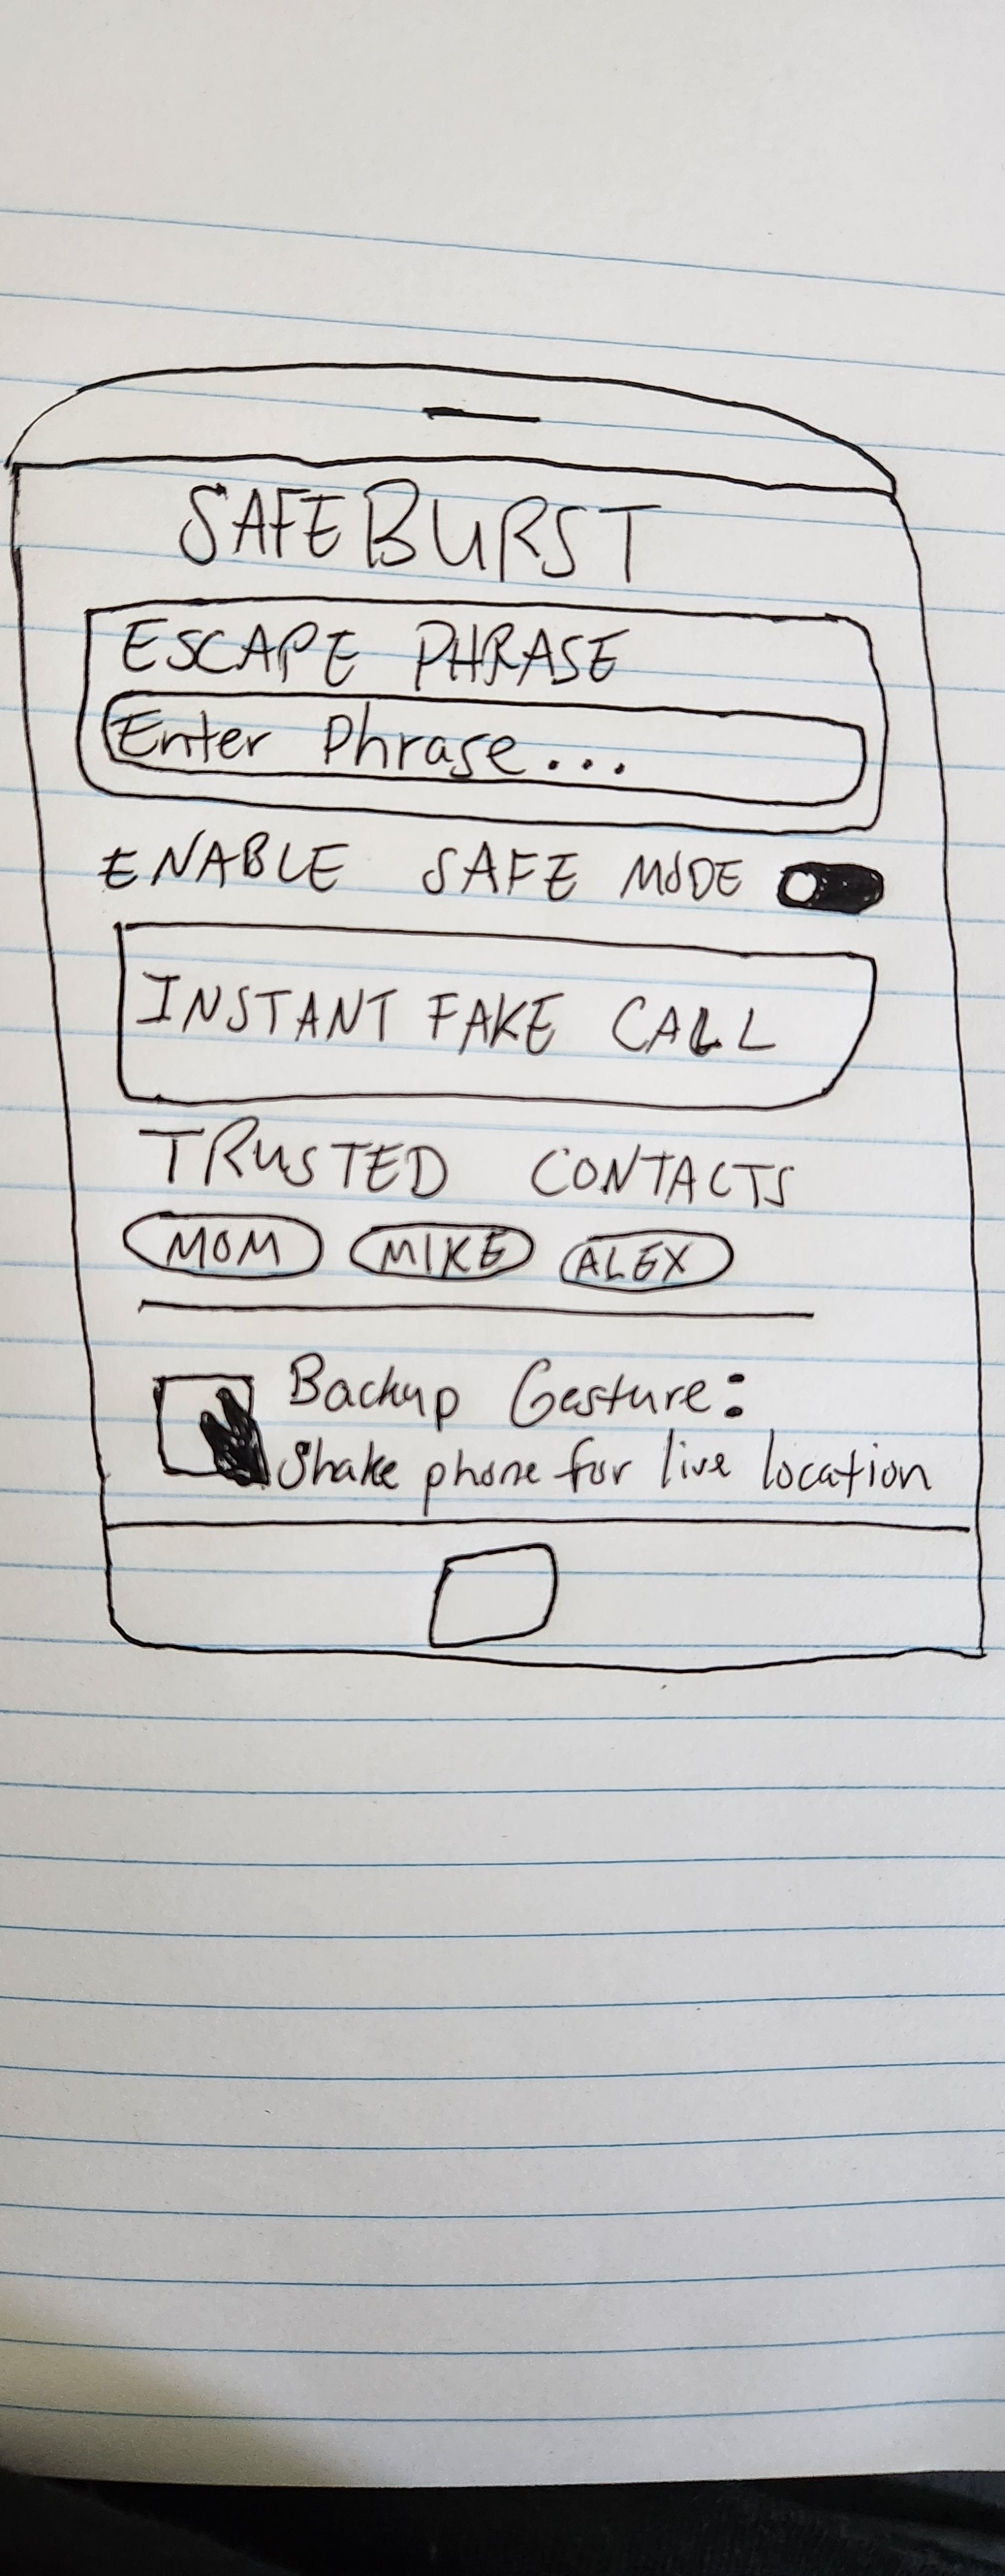 SAFEBURST
ESCAPE PHRASE
Enter Phrase...
ENABLE SAFE MODE
INSTANT FAKE CALL
TRUSTED CONTACTS
MOM MIKE ALEX
Backup Gesture:
Shake phone for live location